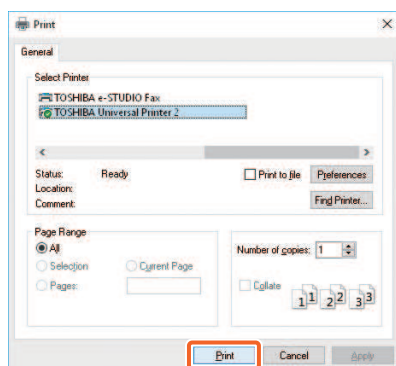 Print
General
Select Printer
TOSHIBA e-STUDIO Fax
TOSHIBA Universal Printer 2
Status: Ready
Print to file
Preferences
Location:
Comment:
Find Printer...
Page Range
All
Selection
Current Page
Pages:
Number of copies: 1
Collate
1 1 2 2 3 3
Print
Cancel
Apply